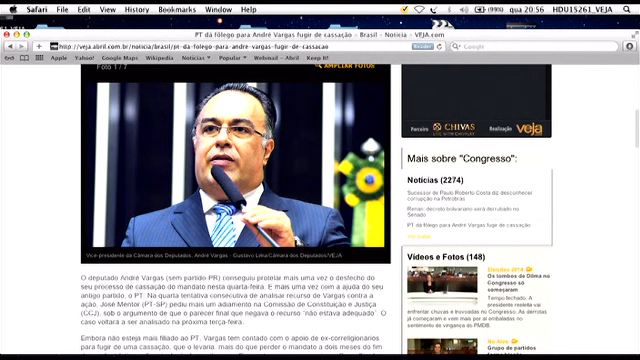 Safari File Edit View History Bookmarks Window Help (99%) qua 20:56 HDU15261_VEJA
PT dá fôlego para André Vargas fugir de cassação :: Brasil :: Notícia - VEJA.com
http://veja.abril.com.br/noticia/brasil/pt-da-folego-para-andre-vargas-fugir-de-cassacao Reader Google
Apple Yahoo! Google Maps Wikipedia Notícias Popular Webmail - Abril Keep It!
Foto 1 / 7 AMPLIAR FOTOS
Vice-presidente da Câmara dos Deputados, André Vargas - Gustavo Lima/Câmara dos Deputados/VEJA
O deputado André Vargas (sem partido-PR) conseguiu protelar mais uma vez o desfecho do
seu processo de cassação do mandato nesta quarta-feira. E mais uma vez com a ajuda do seu
antigo partido, o PT. Na quarta tentativa consecutiva de analisar recurso de Vargas contra a
ação, José Mentor (PT-SP) pediu mais um adiamento na Comissão de Constituição e Justiça
(CCJ), sob o argumento de que o parecer final que negava o recurso "não estava adequado". O
caso voltará a ser analisado na próxima terça-feira.
Embora não esteja mais filiado ao PT, Vargas tem contado com o apoio de ex-correligionários
para fugir de uma cassação, que o levaria, mais do que perder o mandato a dois meses do fim
Parceiro CHIVAS Realização veja
LIVE WITH CHIVALRY
Mais sobre "Congresso":
Notícias (2274)
Sucessor de Paulo Roberto Costa diz desconhecer
corrupção na Petrobras
Renan: decreto bolivariano será derrubado no
Senado
PT dá fôlego para André Vargas fugir de cassação
Vídeos e Fotos (148)
Eleições 2014
Os tombos de Dilma no
Congresso só
começaram
Tempo fechado: A
presidente reeleita vai
enfrentar chuvas e trovoadas no Congresso. As derrotas
já começaram e vem mais por aí embaladas no
sentimento de vingança do PMDB.
No Alvo
Grupo de partidos